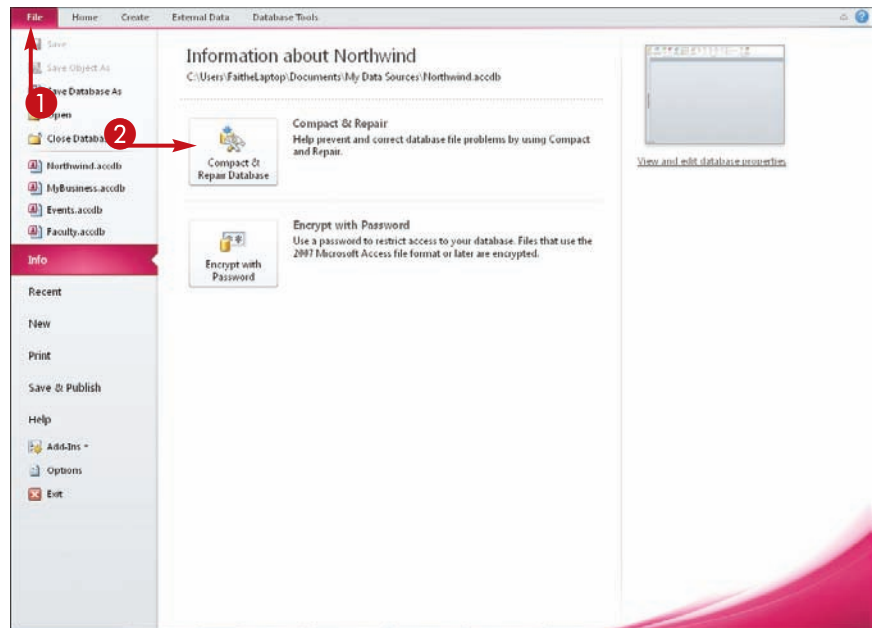 File Home Create External Data Database Tools
Save
Save Object As
Save Database As
Open
Close Databa
Northwind.accdb
MyBusiness.accdb
Events.accdb
Faculty.accdb
Info
Recent
New
Print
Save & Publish
Help
Add-Ins
Options
Exit
1
2
Information about Northwind
C:\Users\FaitheLaptop\Documents\My Data Sources\Northwind.accdb
Compact &
Repair Database
Compact & Repair
Help prevent and correct database file problems by using Compact
and Repair.
Encrypt with
Password
Encrypt with Password
Use a password to restrict access to your database. Files that use the
2007 Microsoft Access file format or later are encrypted.
View and edit database properties